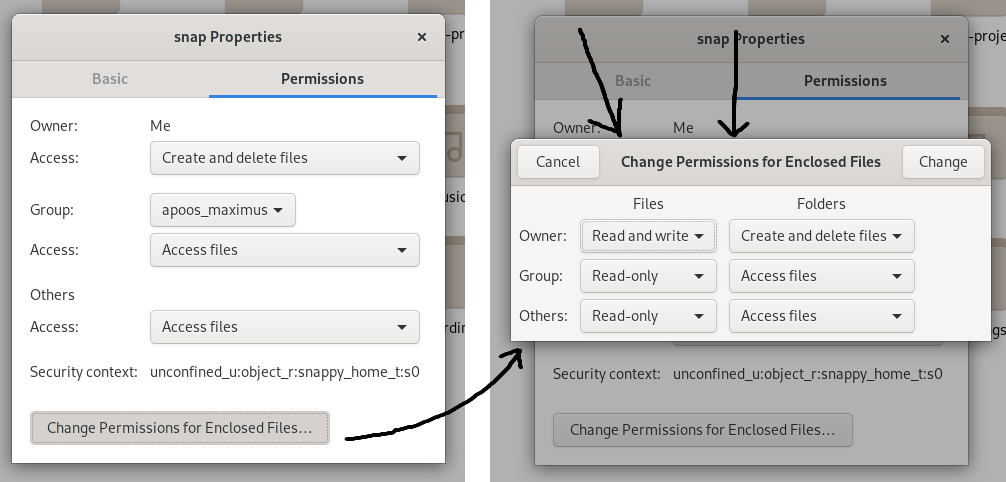 snap Properties
Basic
Permissions
Owner:
Me
Access:
Create and delete files
Group:
apoos_maximus
Access:
Access files
Others
Access:
Access files
Security context:
unconfined_u:object_r:snappy_home_t:s0
Change Permissions for Enclosed Files…
-pr
usic
rdin
snap Properties
Basic
Permissions
Owner:
Me
-proje
Cancel
Change Permissions for Enclosed Files
Change
Files
Folders
Owner:
Read and write
Create and delete files
Group:
Read-only
Access files
Others:
Read-only
Access files
gs
Security context:
unconfined_u:object_r:snappy_home_t:s0
Change Permissions for Enclosed Files…